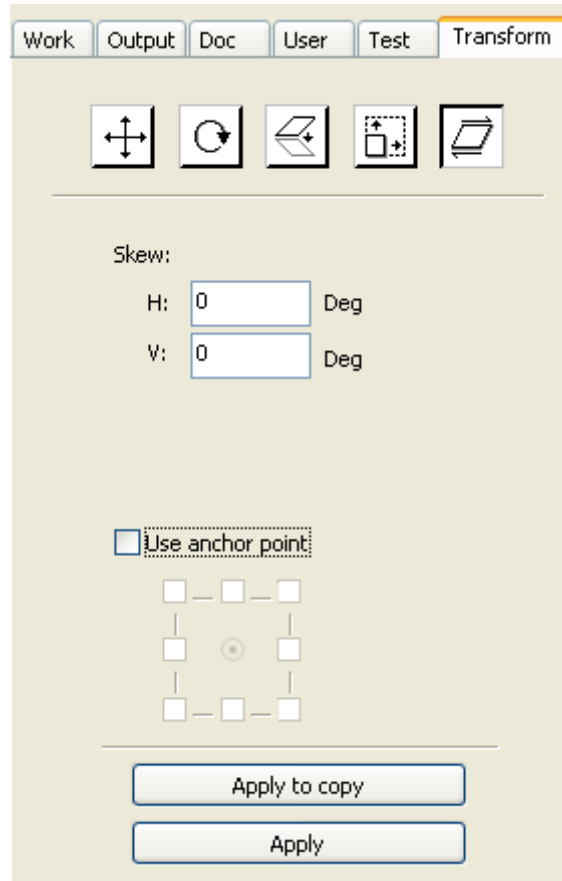 Work Output Doc User Test Transform
Skew:
H: 0 Deg
V: 0 Deg
Use anchor point
Apply to copy
Apply